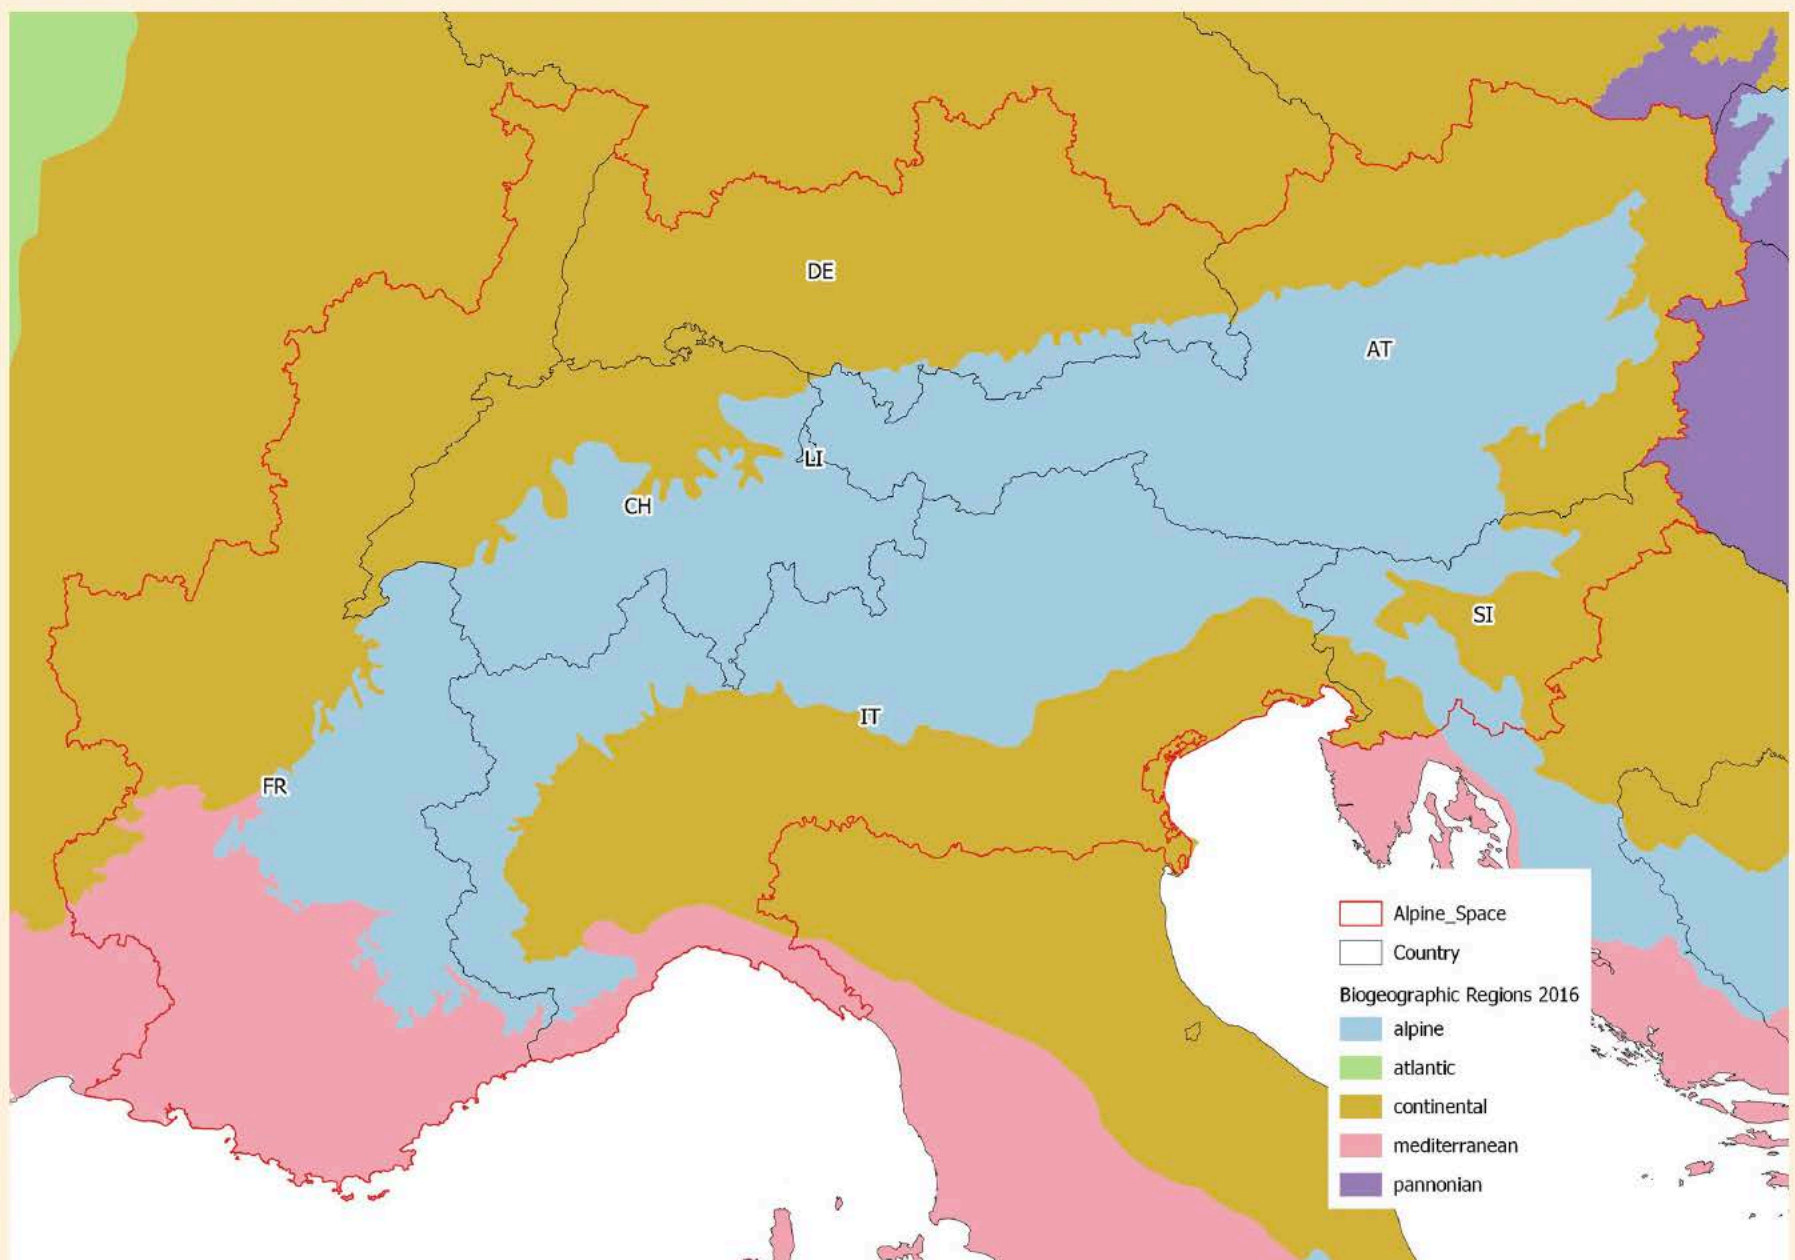 DE
AT
LI
CH
SI
IT
FR
Alpine_Space
Country
Biogeographic Regions 2016
alpine
atlantic
continental
mediterranean
pannonian